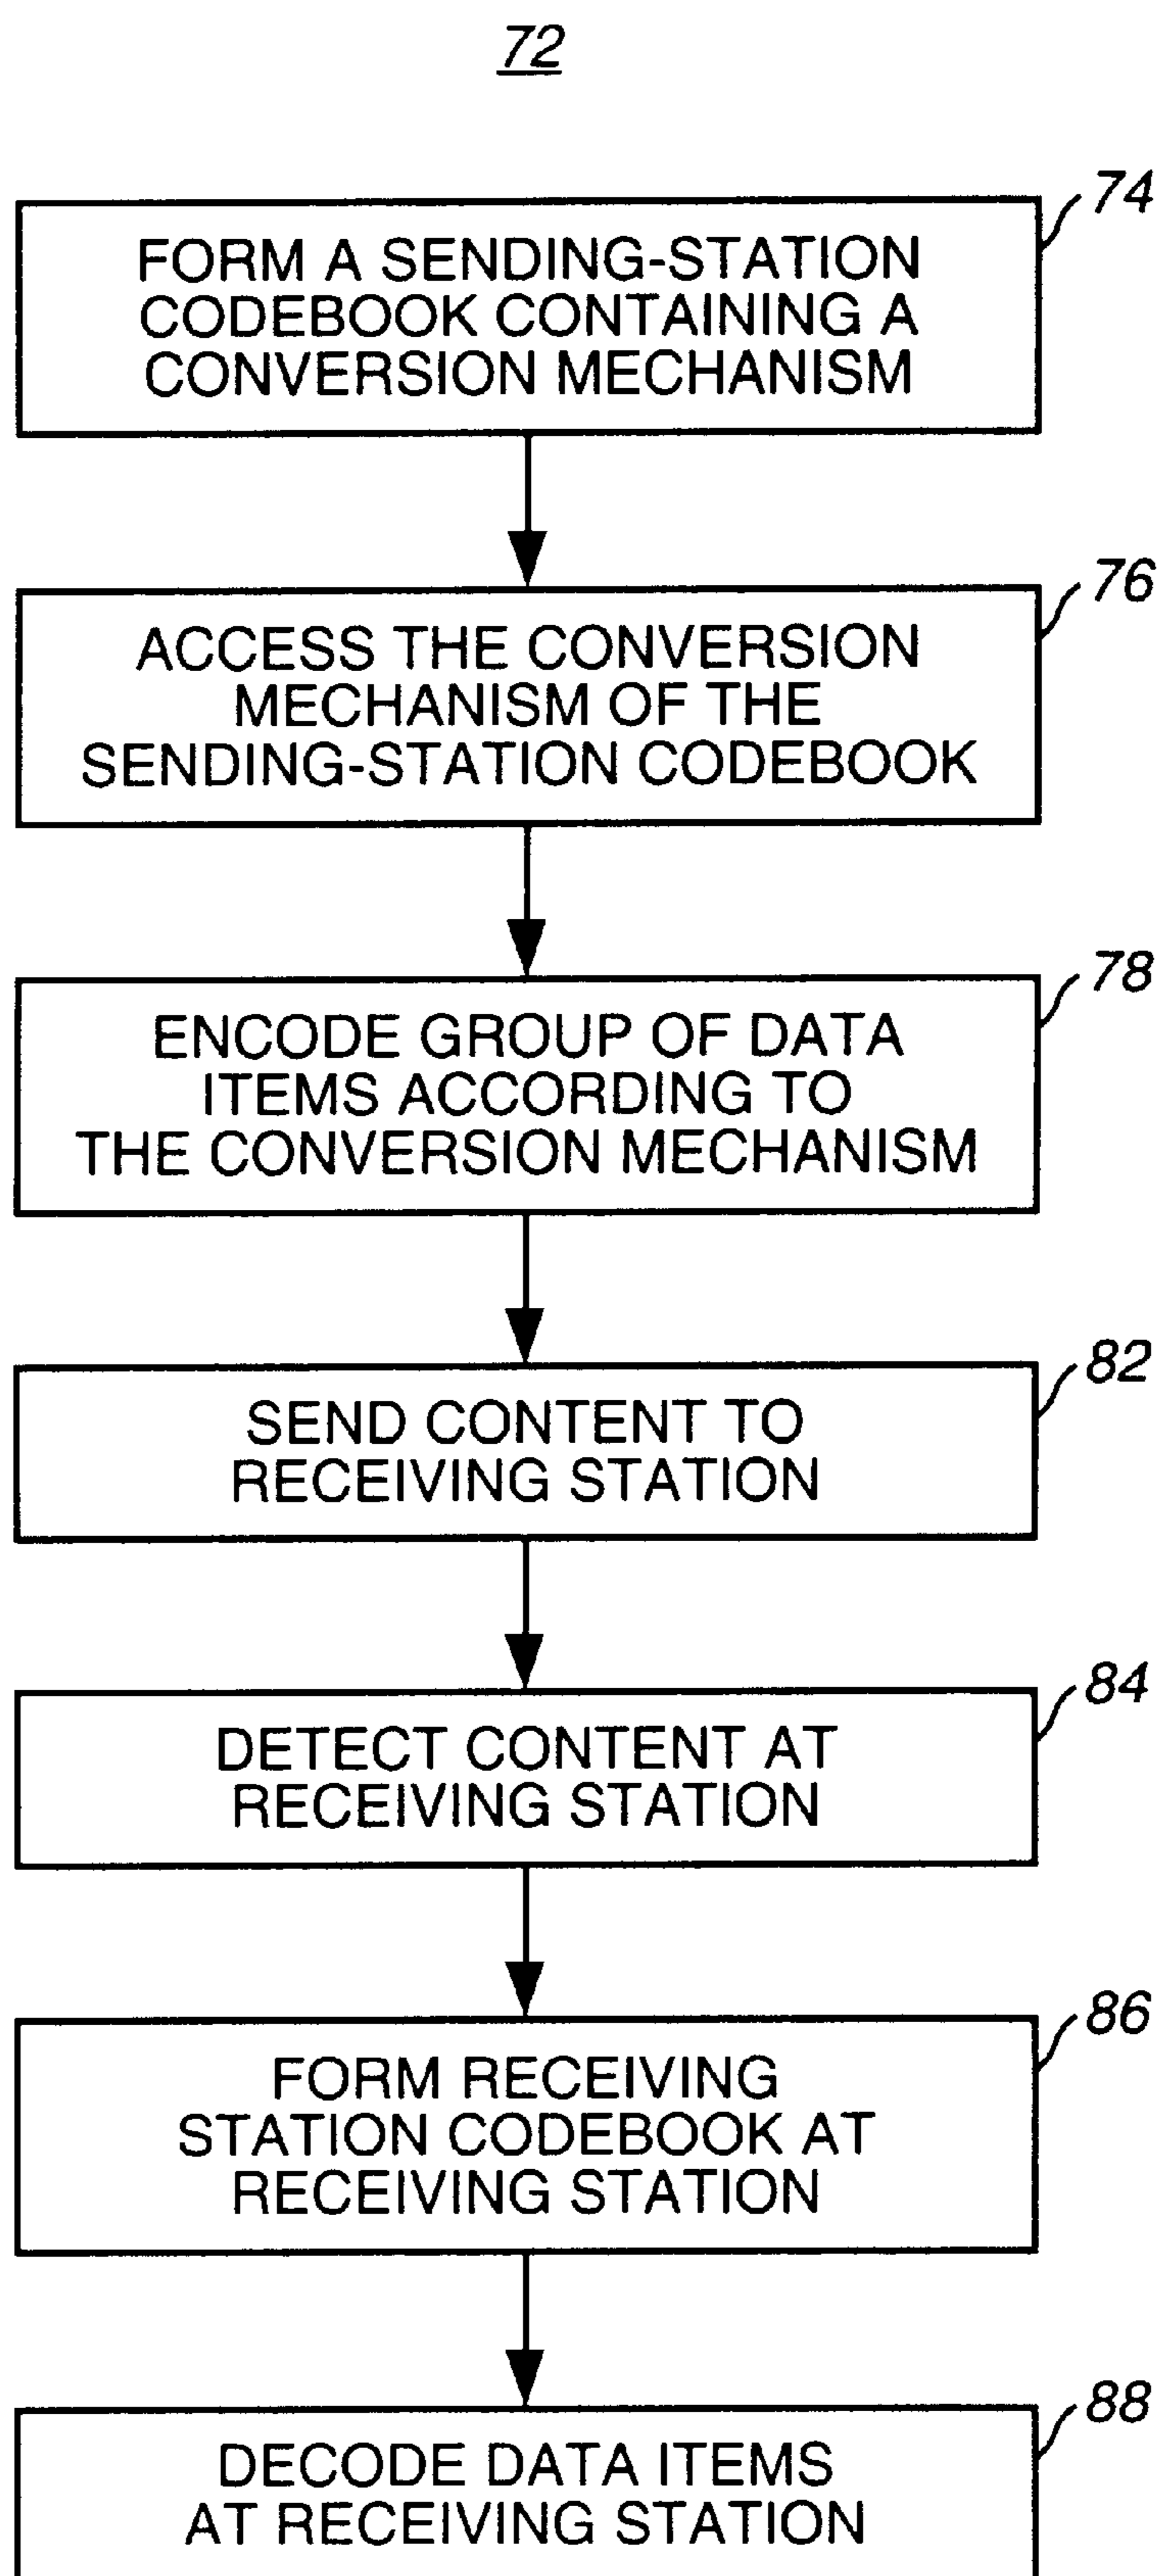 72
74
FORM A SENDING-STATION
CODEBOOK CONTAINING A
CONVERSION MECHANISM
76
ACCESS THE CONVERSION
MECHANISM OF THE
SENDING-STATION CODEBOOK
78
ENCODE GROUP OF DATA
ITEMS ACCORDING TO
THE CONVERSION MECHANISM
82
SEND CONTENT TO
RECEIVING STATION
84
DETECT CONTENT AT
RECEIVING STATION
86
FORM RECEIVING
STATION CODEBOOK AT
RECEIVING STATION
88
DECODE DATA ITEMS
AT RECEIVING STATION